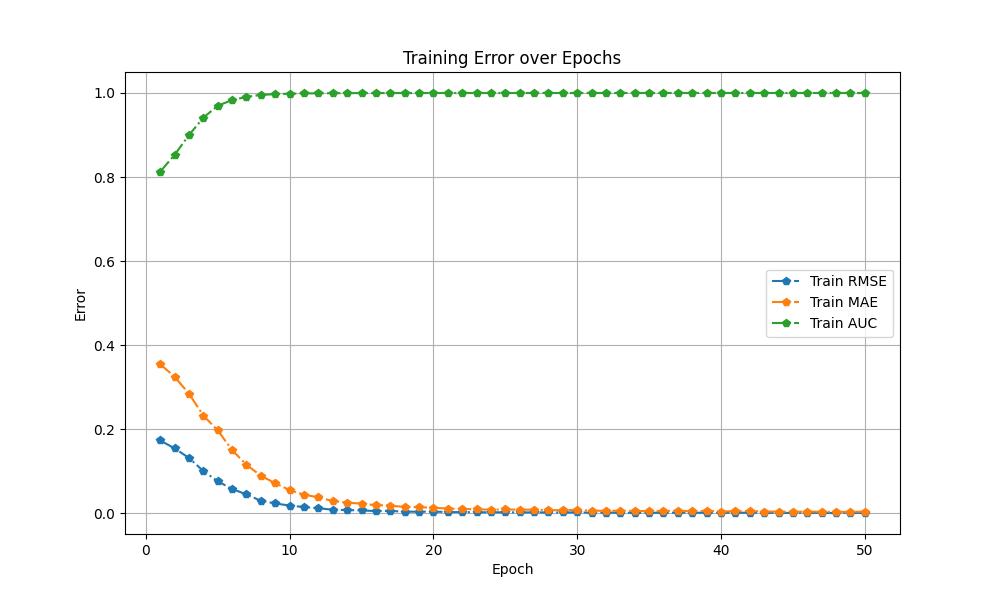 Training Error over Epochs
1.0
0.8
0.6
0.4
0.2
0.0
Error
Train RMSE
Train MAE
Train AUC
0 10 20 30 40 50
Epoch